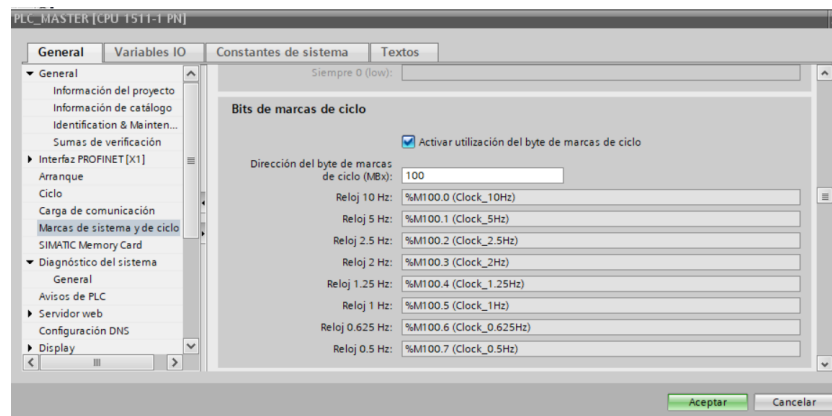 PLC_MASTER [CPU 1511-1 PN]
General Variables IO Constantes de sistema Textos
General
Información del proyecto
Información de catálogo
Identification & Mainten...
Sumas de verificación
Interfaz PROFINET [X1]
Arranque
Ciclo
Carga de comunicación
Marcas de sistema y de ciclo
SIMATIC Memory Card
Diagnóstico del sistema
General
Avisos de PLC
Servidor web
Configuración DNS
Display
Siempre 0 (low):
Bits de marcas de ciclo
Activar utilización del byte de marcas de ciclo
Dirección del byte de marcas
de ciclo (MBx): 100
Reloj 10 Hz: %M100.0 (Clock_10Hz)
Reloj 5 Hz: %M100.1 (Clock_5Hz)
Reloj 2.5 Hz: %M100.2 (Clock_2.5Hz)
Reloj 2 Hz: %M100.3 (Clock_2Hz)
Reloj 1.25 Hz: %M100.4 (Clock_1.25Hz)
Reloj 1 Hz: %M100.5 (Clock_1Hz)
Reloj 0.625 Hz: %M100.6 (Clock_0.625Hz)
Reloj 0.5 Hz: %M100.7 (Clock_0.5Hz)
Aceptar Cancelar